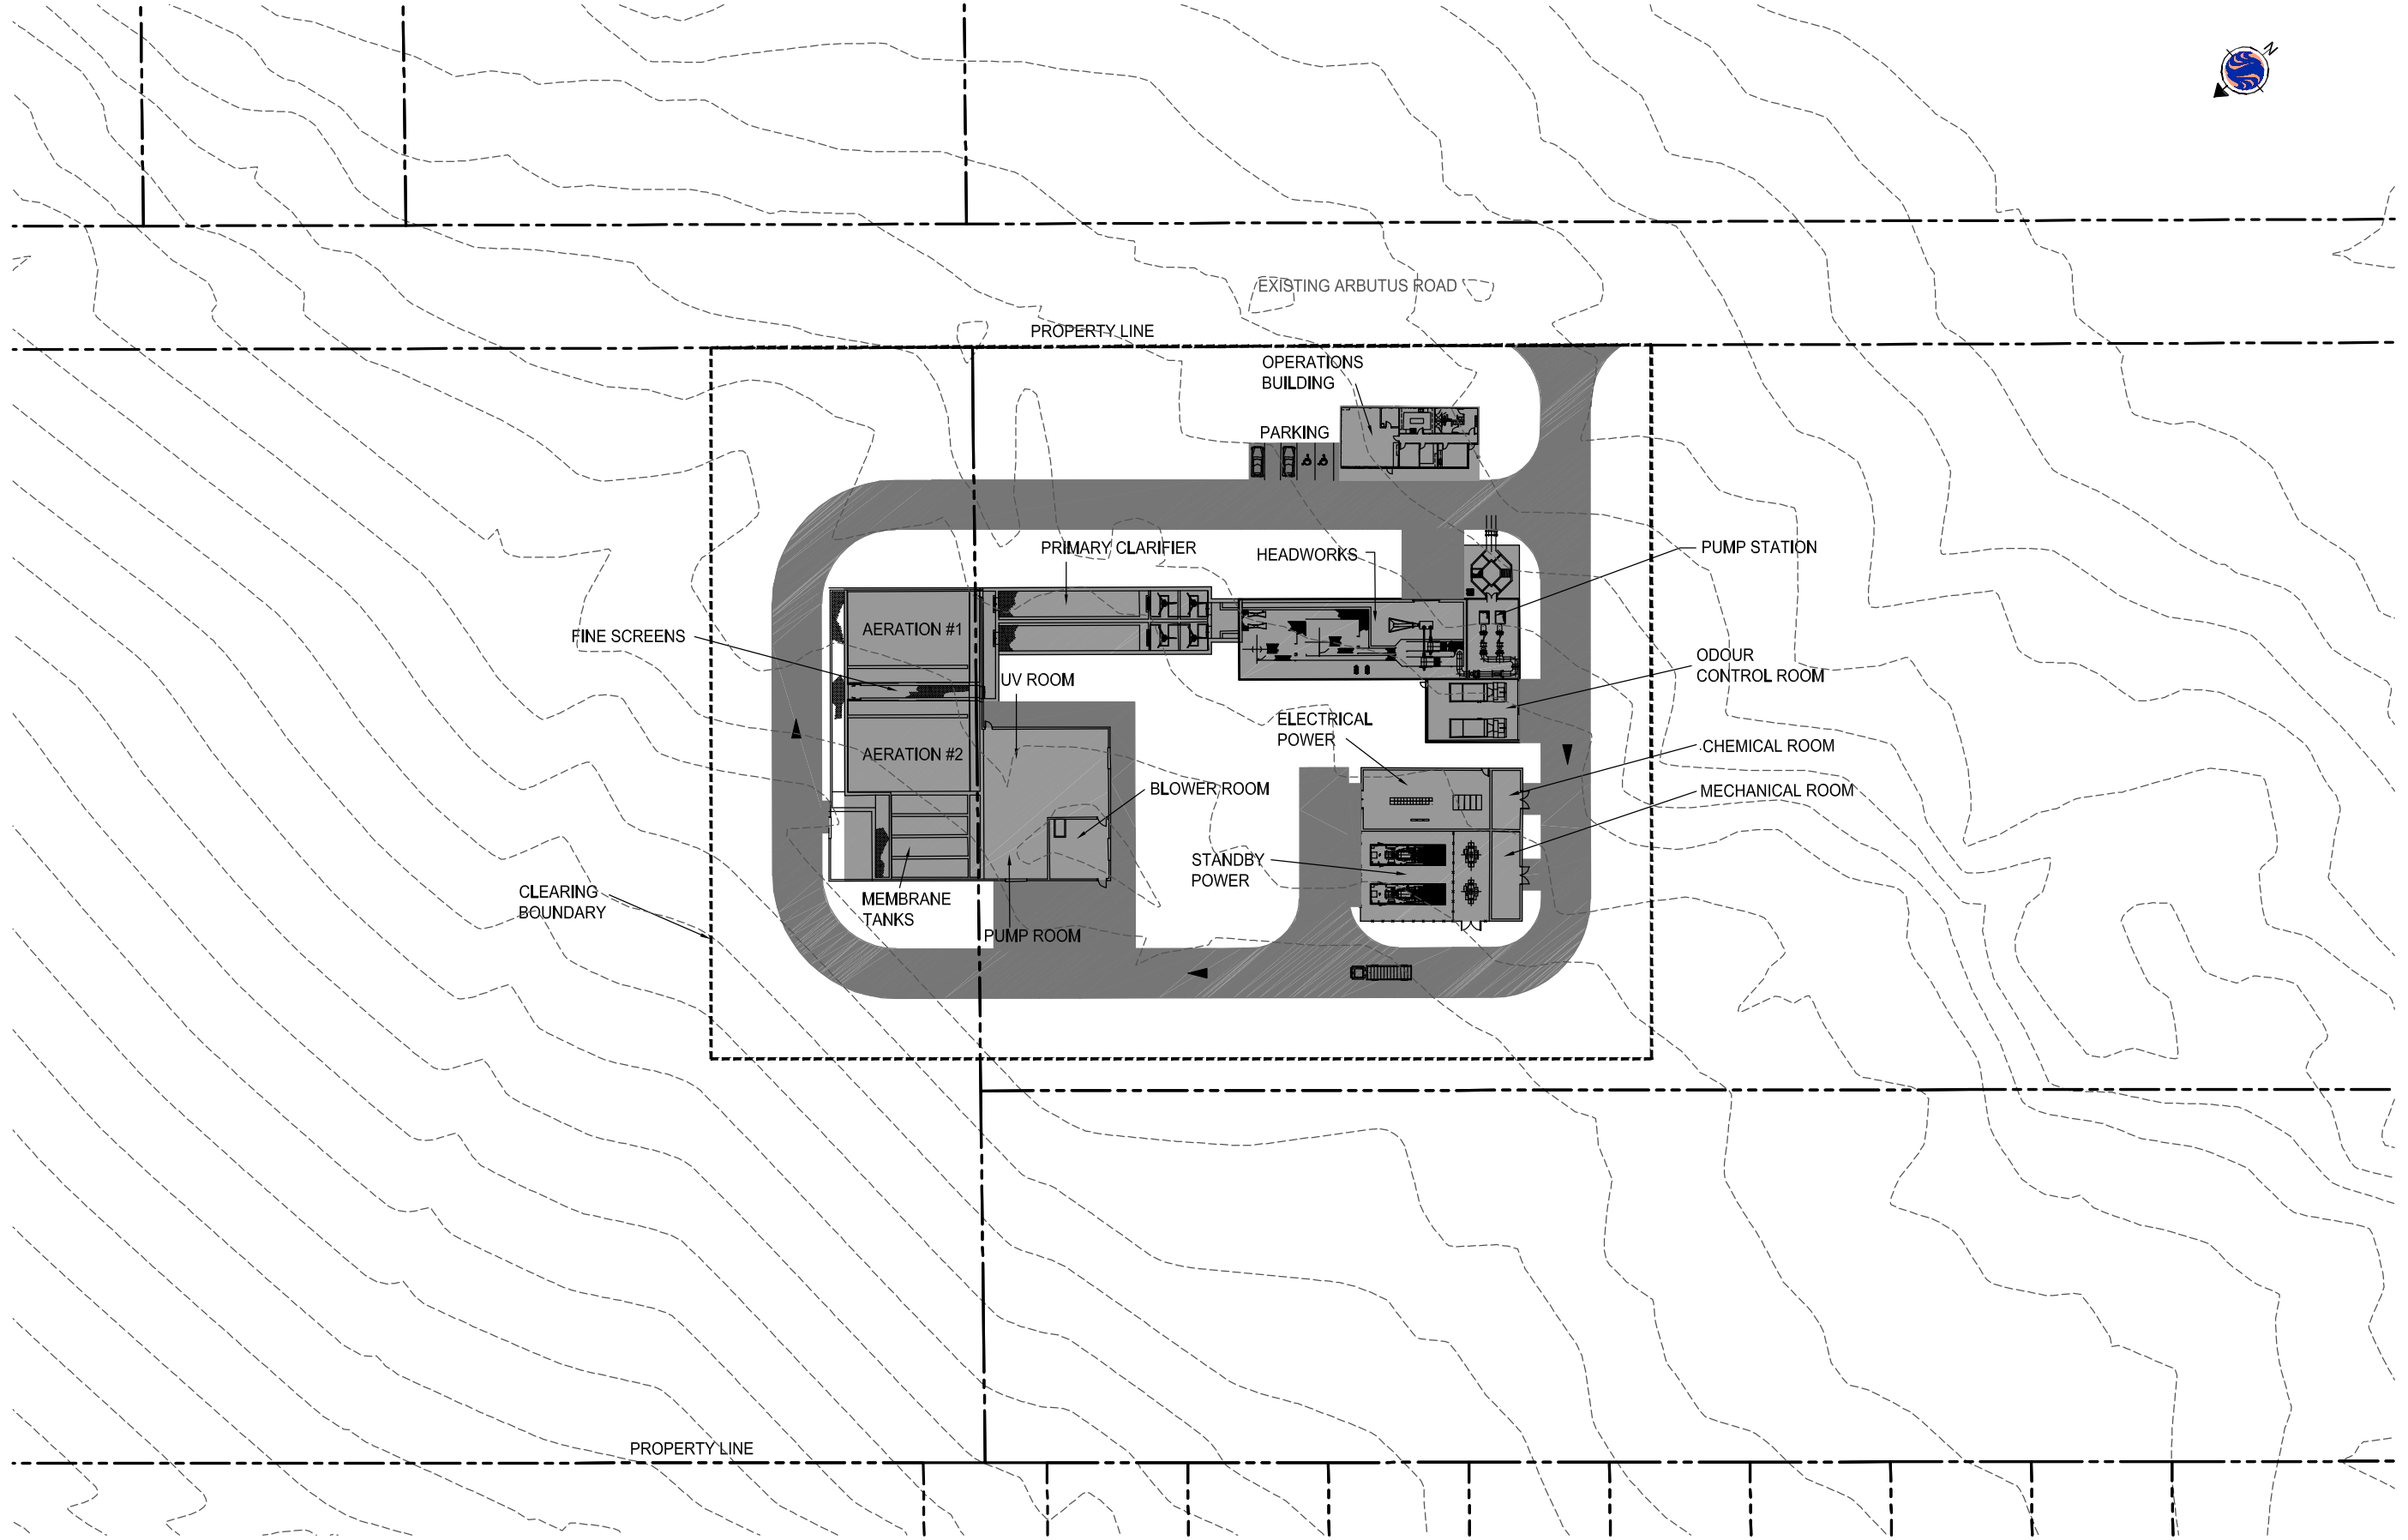 N
EXISTING ARBUTUS ROAD
PROPERTY LINE
OPERATIONS
BUILDING
PARKING
PRIMARY CLARIFIER
HEADWORKS
PUMP STATION
AERATION #1
FINE SCREENS
UV ROOM
ODOUR
CONTROL ROOM
ELECTRICAL
POWER
AERATION #2
CHEMICAL ROOM
BLOWER ROOM
MECHANICAL ROOM
STANDBY
POWER
CLEARING
BOUNDARY
MEMBRANE
TANKS
PUMP ROOM
PROPERTY LINE